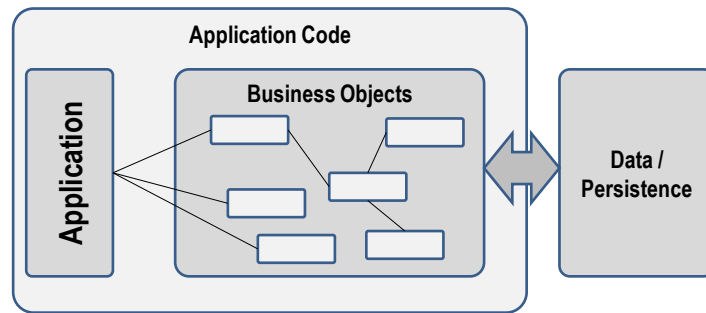 Application Code
Application
Business Objects
Data /
Persistence